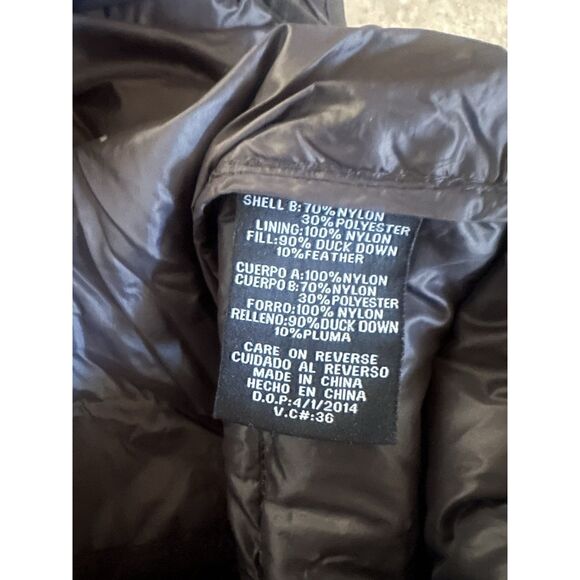 SHELL B:70%NYLON
30%POLYESTER
LINING:100% NYLON
FILL:90% DUCK DOWN
10%FEATHER
CUERPO A:100%NYLON
CUERPO B:70%NYLON
30%POLYESTER
FORRO:100% NYLON
RELLENO:90%DUCK DOWN
10%PLUMA
CARE ON REVERSE
CUIDADO AL REVERSO
MADE IN CHINA
HECHO EN CHINA
D.O.P:4/1/2014
V.C#:36